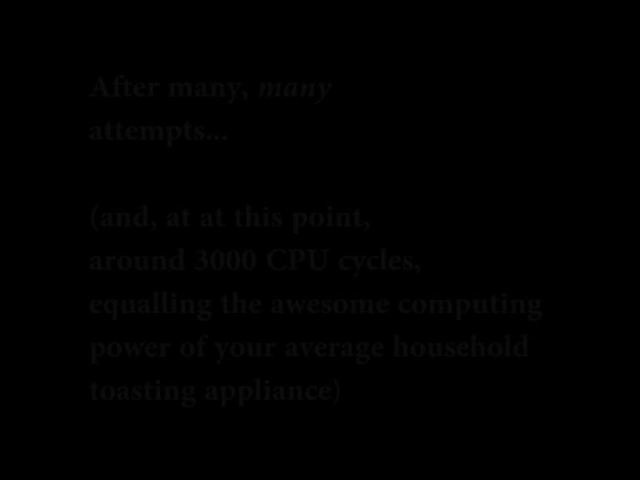 After many, many
attempts...
(and, at at this point,
around 3000 CPU cycles,
equalling the awesome computing
power of your average household
toasting appliance)